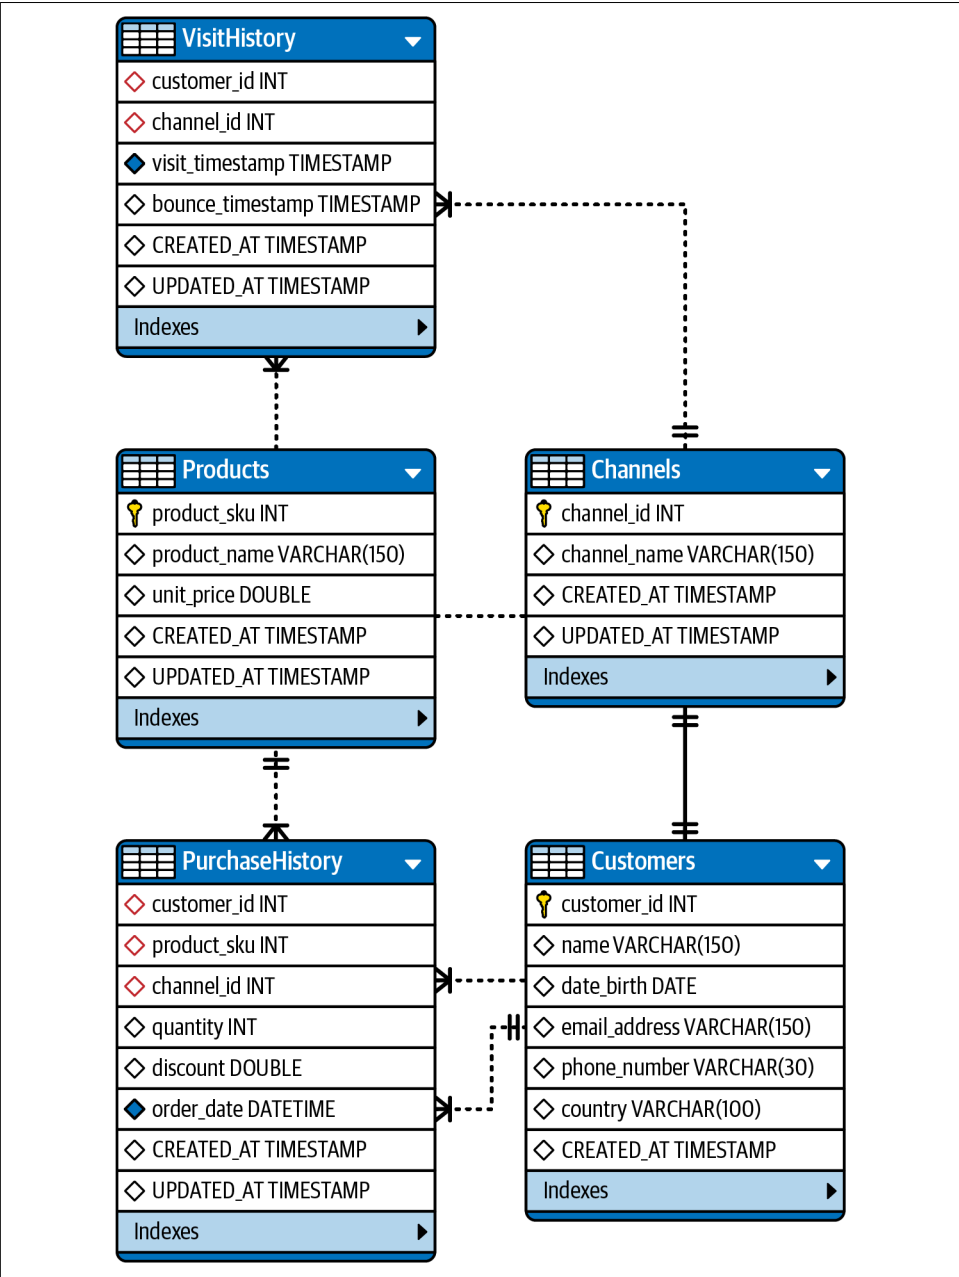 VisitHistory
customer_id INT
channel_id INT
visit_timestamp TIMESTAMP
bounce_timestamp TIMESTAMP
CREATED_AT TIMESTAMP
UPDATED_AT TIMESTAMP
Indexes
Products
product_sku INT
product_name VARCHAR(150)
unit_price DOUBLE
CREATED_AT TIMESTAMP
UPDATED_AT TIMESTAMP
Indexes
Channels
channel_id INT
channel_name VARCHAR(150)
CREATED_AT TIMESTAMP
UPDATED_AT TIMESTAMP
Indexes
PurchaseHistory
customer_id INT
product_sku INT
channel_id INT
quantity INT
discount DOUBLE
order_date DATETIME
CREATED_AT TIMESTAMP
UPDATED_AT TIMESTAMP
Indexes
Customers
customer_id INT
name VARCHAR(150)
date_birth DATE
email_address VARCHAR(150)
phone_number VARCHAR(30)
country VARCHAR(100)
CREATED_AT TIMESTAMP
Indexes